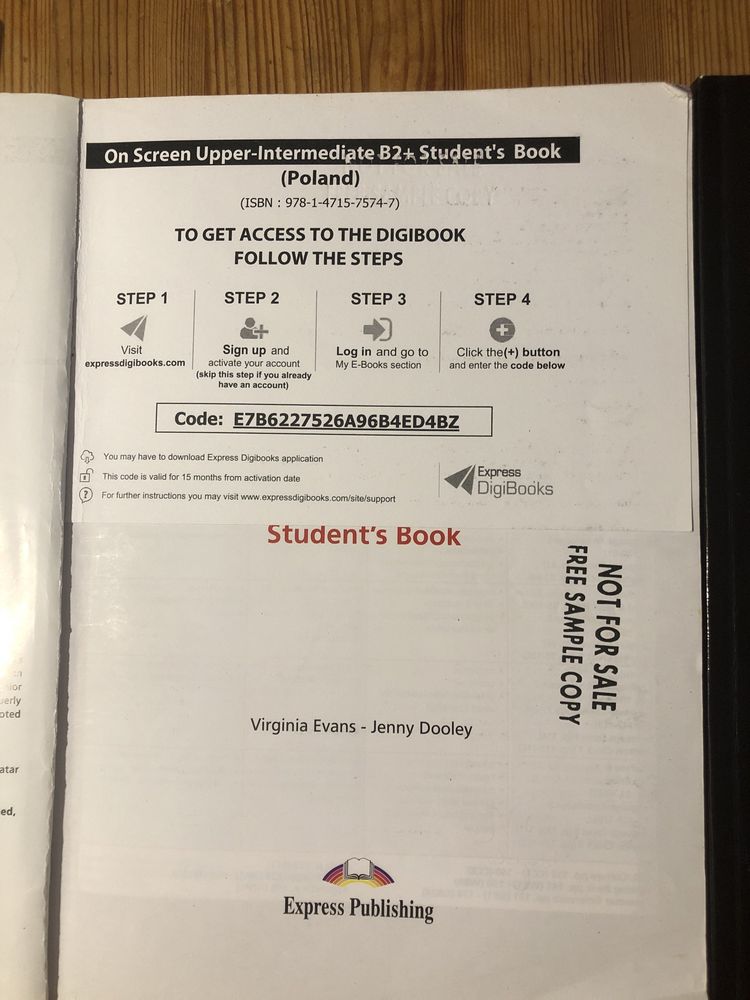 On Screen Upper-Intermediate B2+ Student's Book
(Poland)
(ISBN : 978-1-4715-7574-7)
TO GET ACCESS TO THE DIGIBOOK
FOLLOW THE STEPS
STEP 1
Visit
expressdigibooks.com
STEP 2
Sign up and
activate your account
(skip this step if you already
have an account)
STEP 3
Log in and go to
My E-Books section
STEP 4
Click the(+) button
and enter the code below
Code: E7B6227526A96B4ED4BZ
You may have to download Express Digibooks application
This code is valid for 15 months from activation date
For further instructions you may visit www.expressdigibooks.com/site/support
Express
DigiBooks
Student's Book
NOT FOR SALE
FREE SAMPLE COPY
Virginia Evans - Jenny Dooley
Express Publishing
atar
ed,